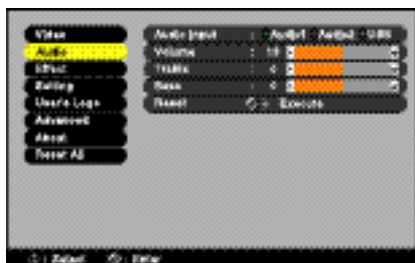 Video
Audio
Effect
Setting
User's Logo
Advanced
About
Reset All
Audio Input : Audio1 Audio2 USB
Volume : 10
Treble : 0
Bass : 0
Reset : Execute
: Select : Enter